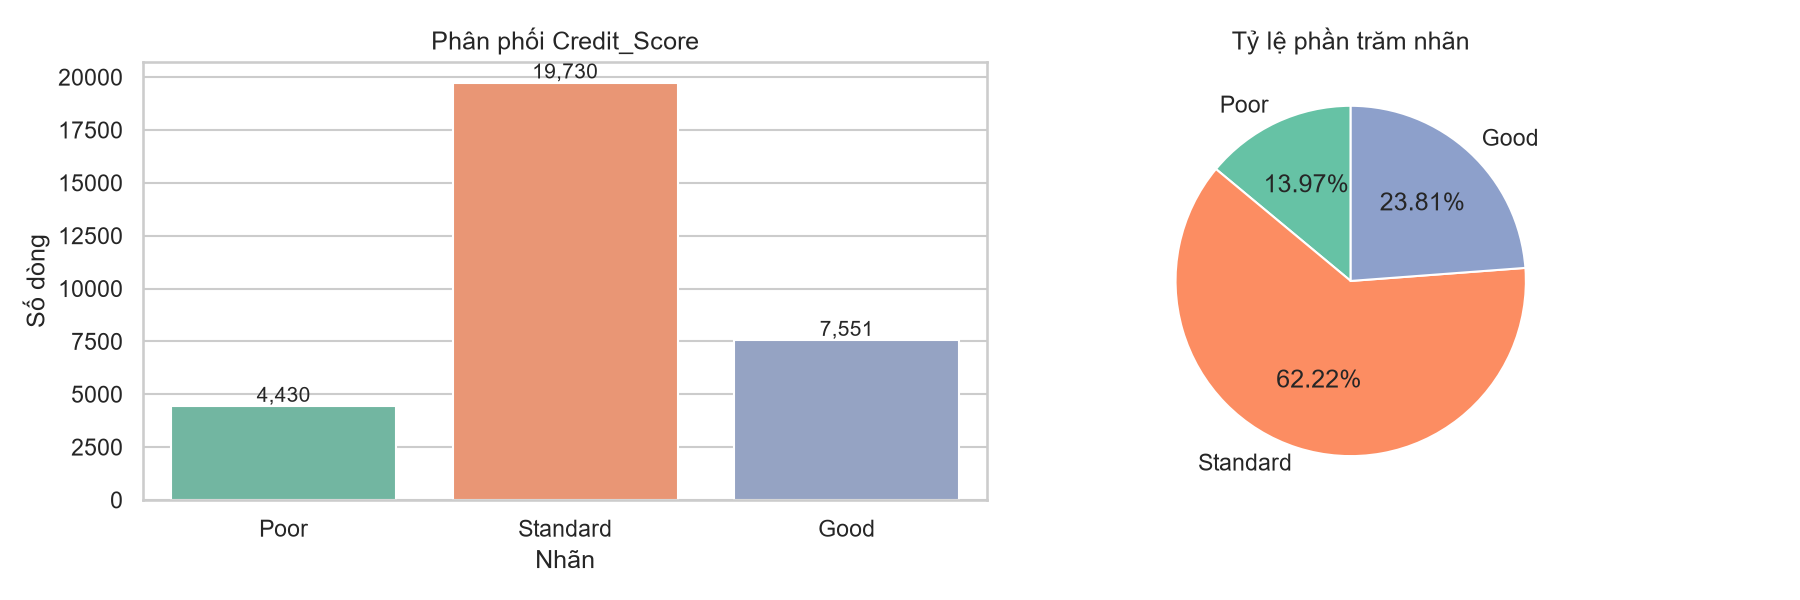 Phân phối Credit_Score
20000
17500
15000
12500
10000
7500
5000
2500
0
Số dòng
4,430
19,730
7,551
Poor
Standard
Good
Nhãn
Tỷ lệ phần trăm nhãn
Poor
Good
13.97%
23.81%
62.22%
Standard